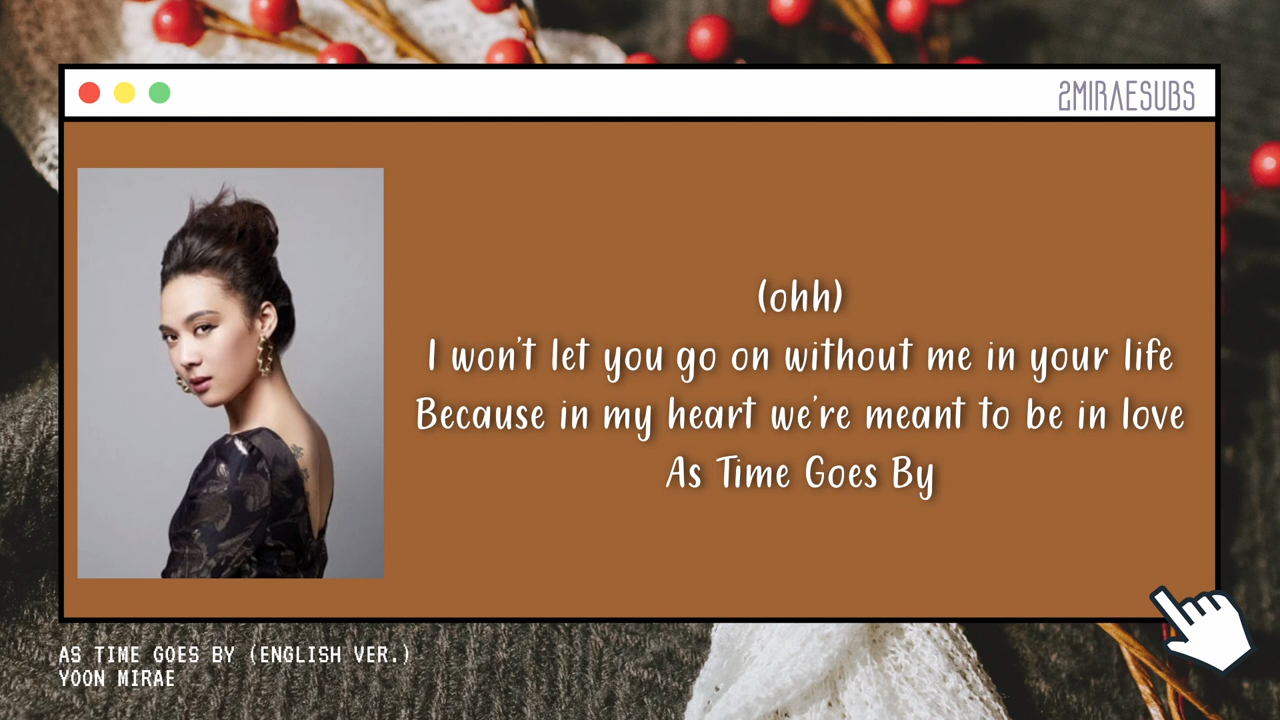 2MIRAESUBS
(ohh)
I won't let you go on without me in your life
Because in my heart we're meant to be in love
As Time Goes By
AS TIME GOES BY (ENGLISH VER.)
YOON MIRAE